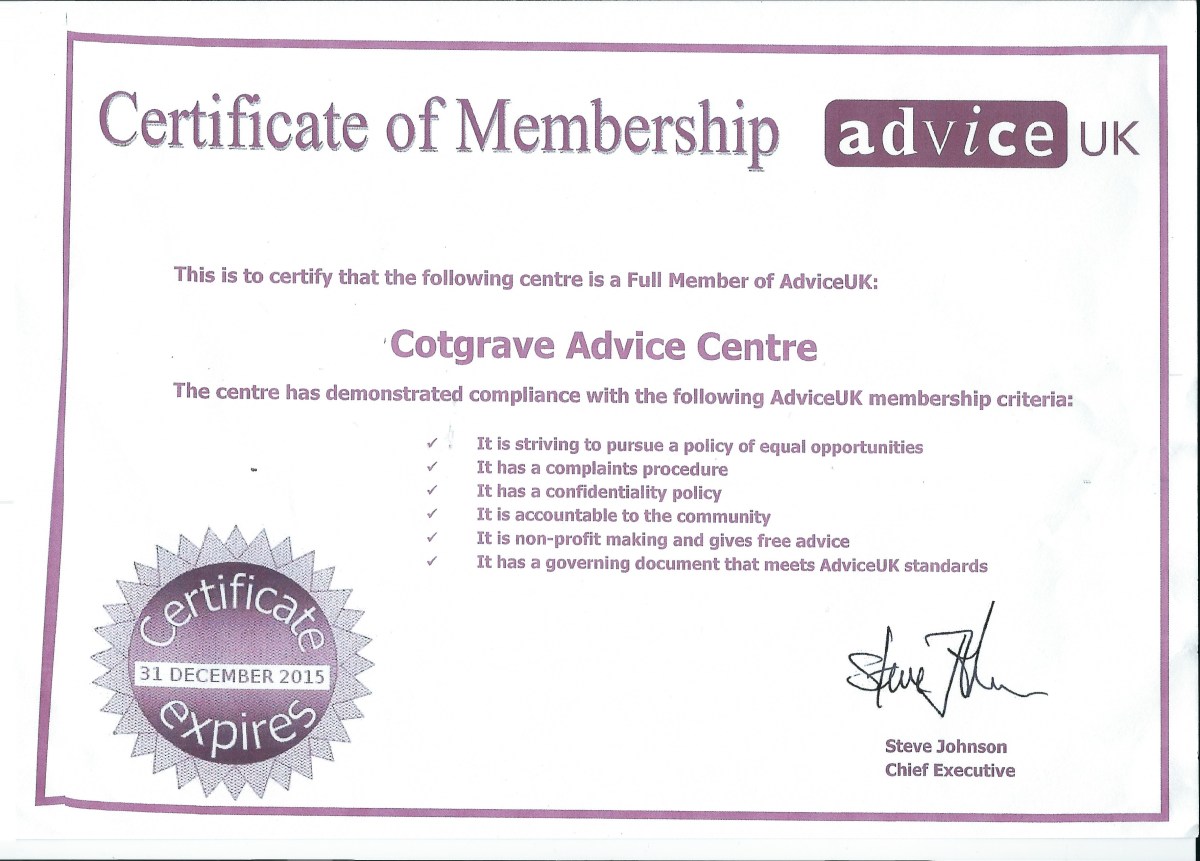 Certificate of Membership
advice UK
This is to certify that the following centre is a Full Member of AdviceUK:
Cotgrave Advice Centre
The centre has demonstrated compliance with the following AdviceUK membership criteria:
✓ It is striving to pursue a policy of equal opportunities
✓ It has a complaints procedure
✓ It has a confidentiality policy
✓ It is accountable to the community
✓ It is non-profit making and gives free advice
✓ It has a governing document that meets AdviceUK standards
Certificate
31 DECEMBER 2015
expires
Steve Johnson
Steve Johnson
Chief Executive